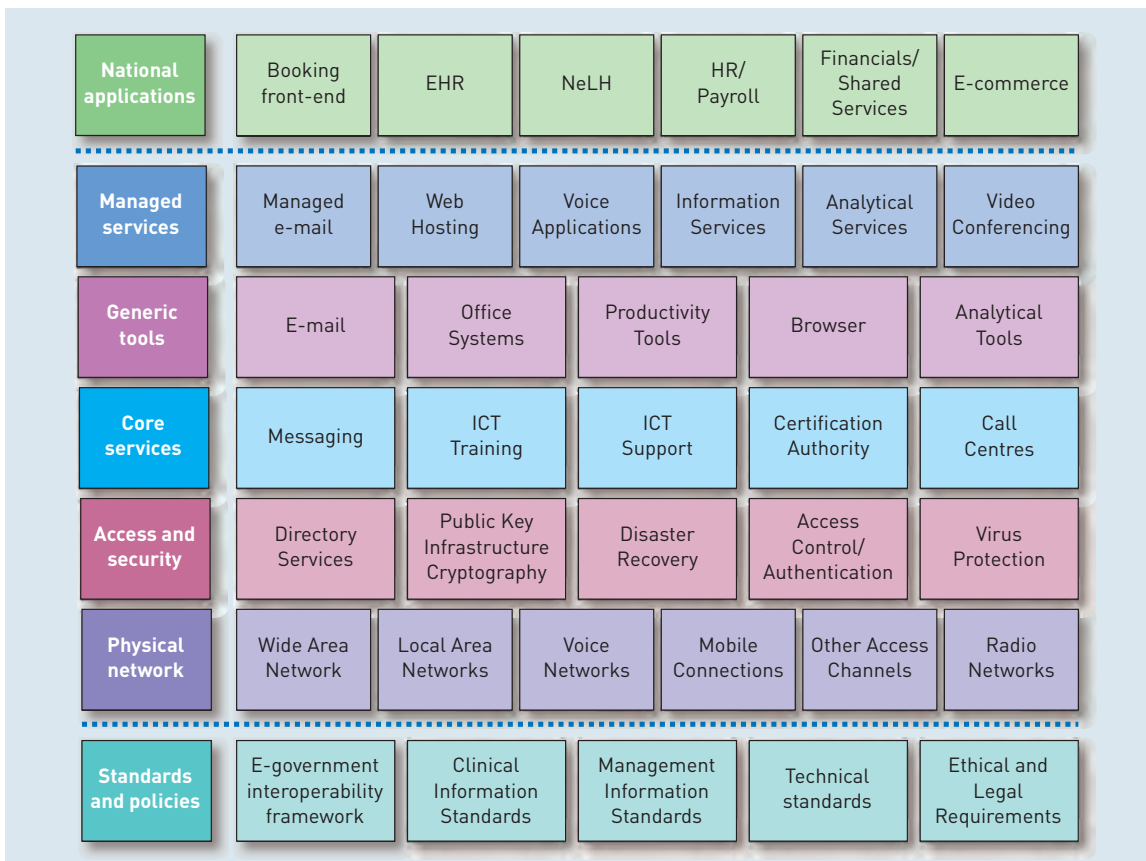 National
applications
Booking
front-end
EHR
NeLH
HR/
Payroll
Financials/
Shared
Services
E-commerce
Managed
services
Managed
e-mail
Web
Hosting
Voice
Applications
Information
Services
Analytical
Services
Video
Conferencing
Generic
tools
E-mail
Office
Systems
Productivity
Tools
Browser
Analytical
Tools
Core
services
Messaging
ICT
Training
ICT
Support
Certification
Authority
Call
Centres
Access and
security
Directory
Services
Public Key
Infrastructure
Cryptography
Disaster
Recovery
Access
Control/
Authentication
Virus
Protection
Physical
network
Wide Area
Network
Local Area
Networks
Voice
Networks
Mobile
Connections
Other Access
Channels
Radio
Networks
Standards
and policies
E-government
interoperability
framework
Clinical
Information
Standards
Management
Information
Standards
Technical
standards
Ethical and
Legal
Requirements